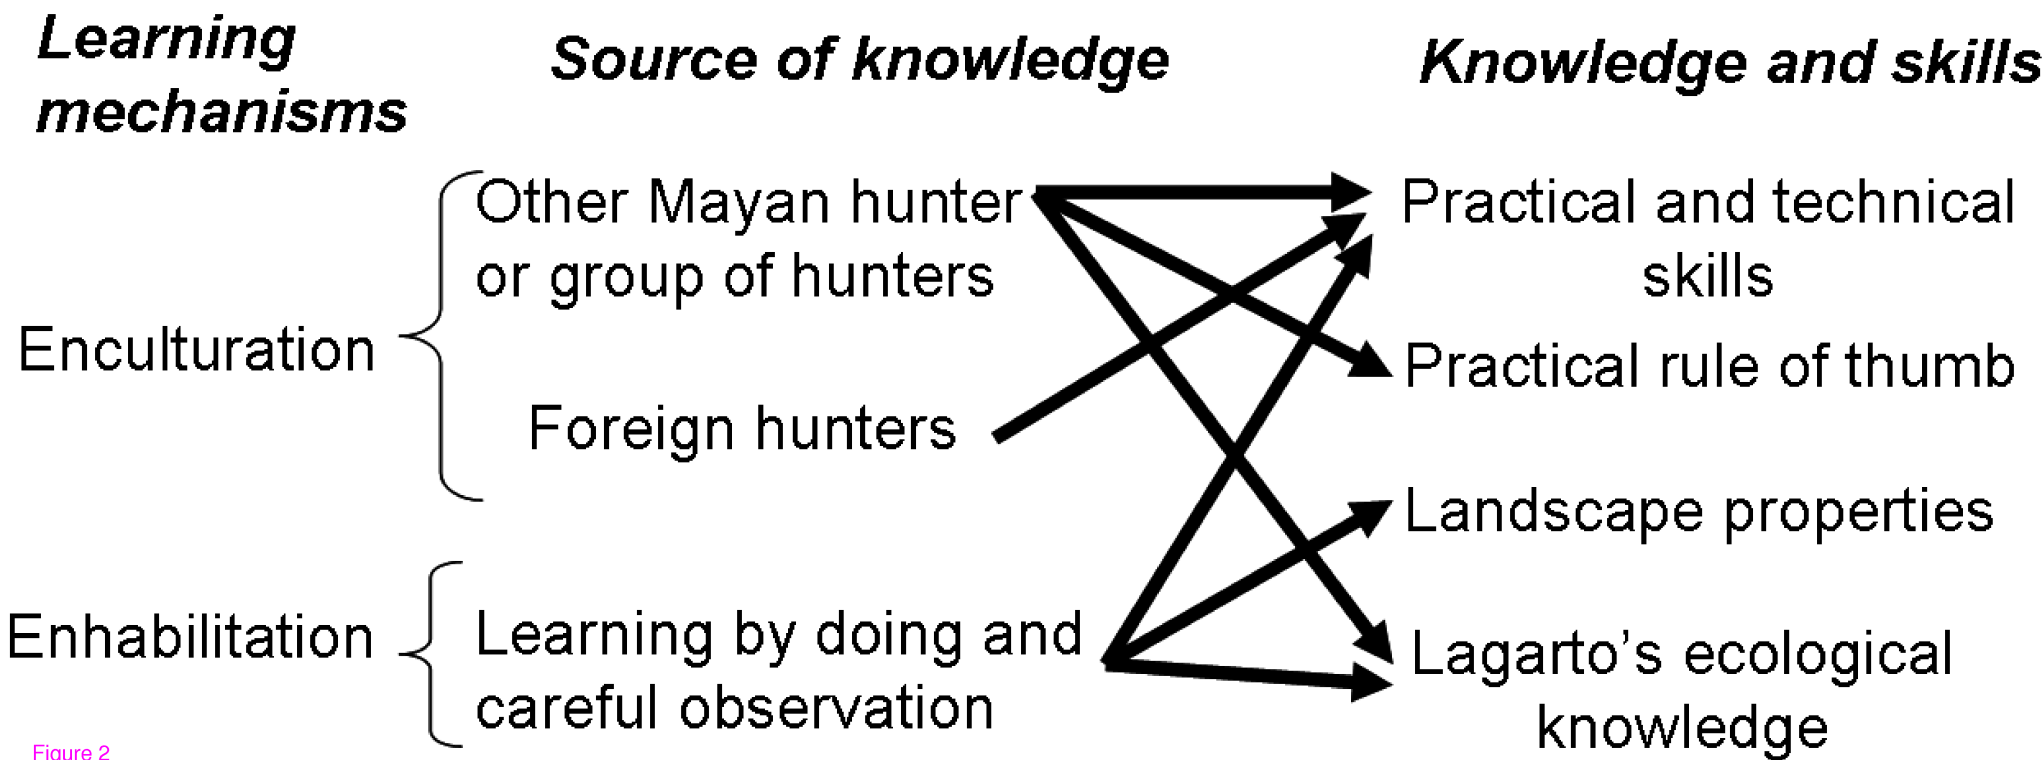 Learning
mechanisms
Source of knowledge
Knowledge and skills
Enculturation
Other Mayan hunter
or group of hunters
Foreign hunters
Practical and technical
skills
Practical rule of thumb
Landscape properties
Enhabilitation
Learning by doing and
careful observation
Lagarto’s ecological
knowledge
Figure 2